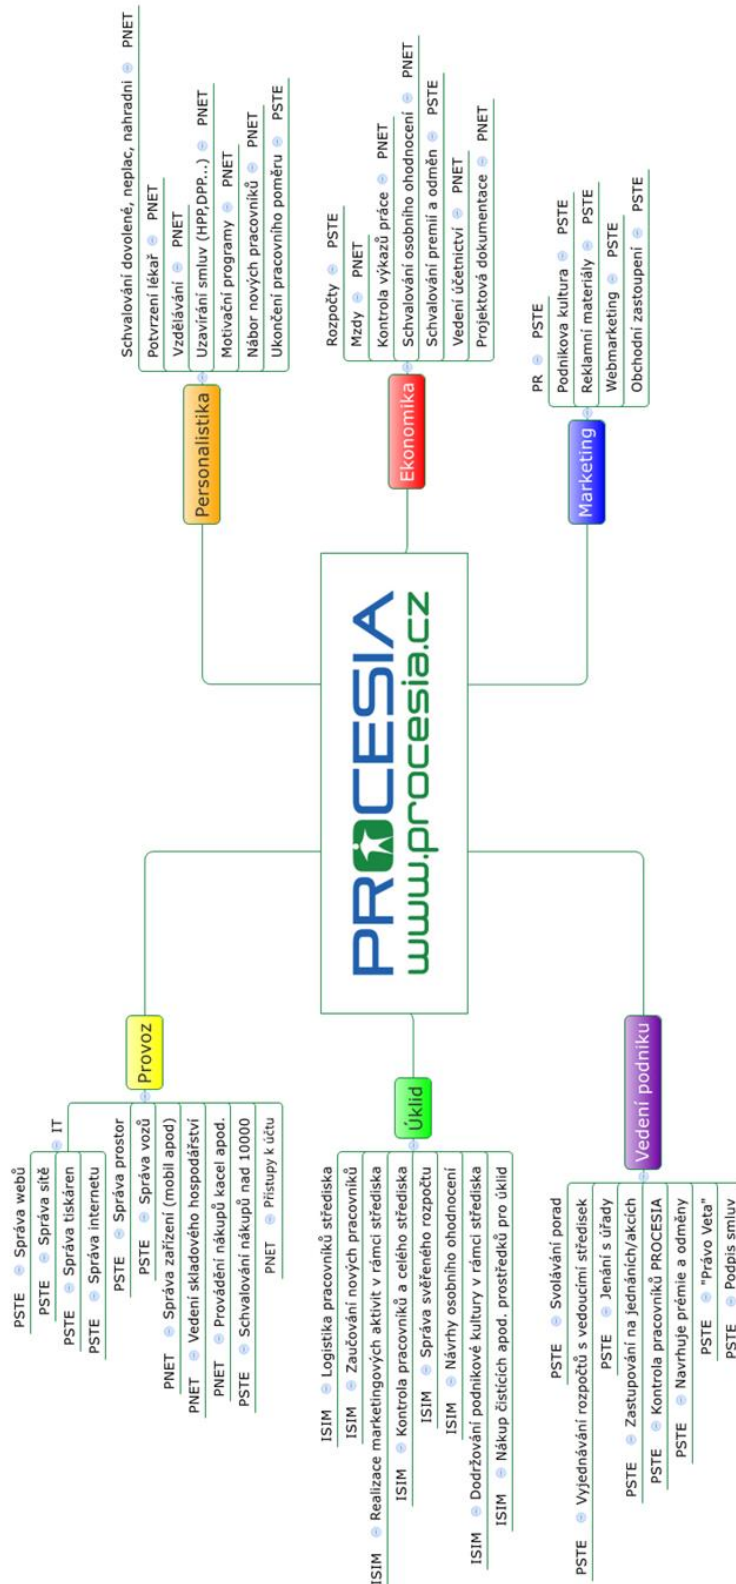 PROCESIA
www.procesia.cz
Personalistika
Schvalování dovolené, neplac, nahradni PNET
Potvrzení lékař PNET
Vzdělávání PNET
Uzavírání smluv (HPP,DPP...) PNET
Motivační programy PNET
Nábor nových pracovníků PNET
Ukončení pracovního poměru PSTE
Ekonomika
Rozpočty PSTE
Mzdy PNET
Kontrola výkazů práce PNET
Schvalování osobního ohodnocení PNET
Schvalování premií a odměn PSTE
Vedení účetnictví PNET
Projektová dokumentace PNET
Marketing
PR PSTE
Podnikova kultura PSTE
Reklamní materiály PSTE
Webmarketing PSTE
Obchodní zastoupení PSTE
Provoz
IT
PSTE Správa webů
PSTE Správa sítě
PSTE Správa tiskáren
PSTE Správa internetu
PSTE Správa prostor
PSTE Správa vozů
PNET Správa zařízení (mobil apod)
PNET Vedení skladového hospodářství
PNET Provádění nákupů kacel apod.
PSTE Schvalování nákupů nad 10000
PNET Přístupy k účtu
Úklid
ISIM Logistika pracovníků střediska
ISIM Zaučování nových pracovníků
ISIM Realizace marketingových aktivit v rámci střediska
ISIM Kontrola pracovníků a celého střediska
ISIM Správa svěřeného rozpočtu
ISIM Návrhy osobního ohodnocení
ISIM Dodržování podnikové kultury v rámci střediska
ISIM Nákup čistících apod. prostředků pro úklid
Vedení podniku
PSTE Svolávání porad
PSTE Vyjednávání rozpočtů s vedoucímí středisek
PSTE Jenání s úřady
PSTE Zastupování na jednáních/akcích
PSTE Kontrola pracovníků PROCESIA
PSTE Navrhuje prémie a odměny
PSTE "Právo Veta"
PSTE Podpis smluv